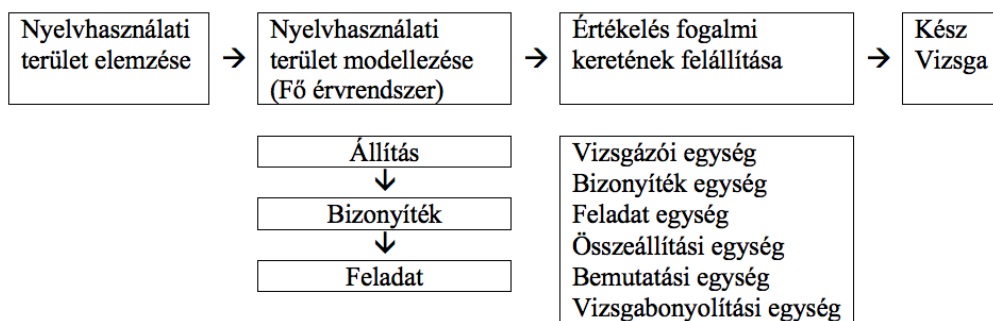 Nyelvhasználati
terület elemzése
→
Nyelvhasználati
terület modellezése
(Fő érvrendszer)
→
Értékelés fogalmi
keretének felállítása
→
Kész
Vizsga
Állítás
↓
Bizonyíték
↓
Feladat
Vizsgázói egység
Bizonyíték egység
Feladat egység
Összeállítási egység
Bemutatási egység
Vizsgabonyolítási egység